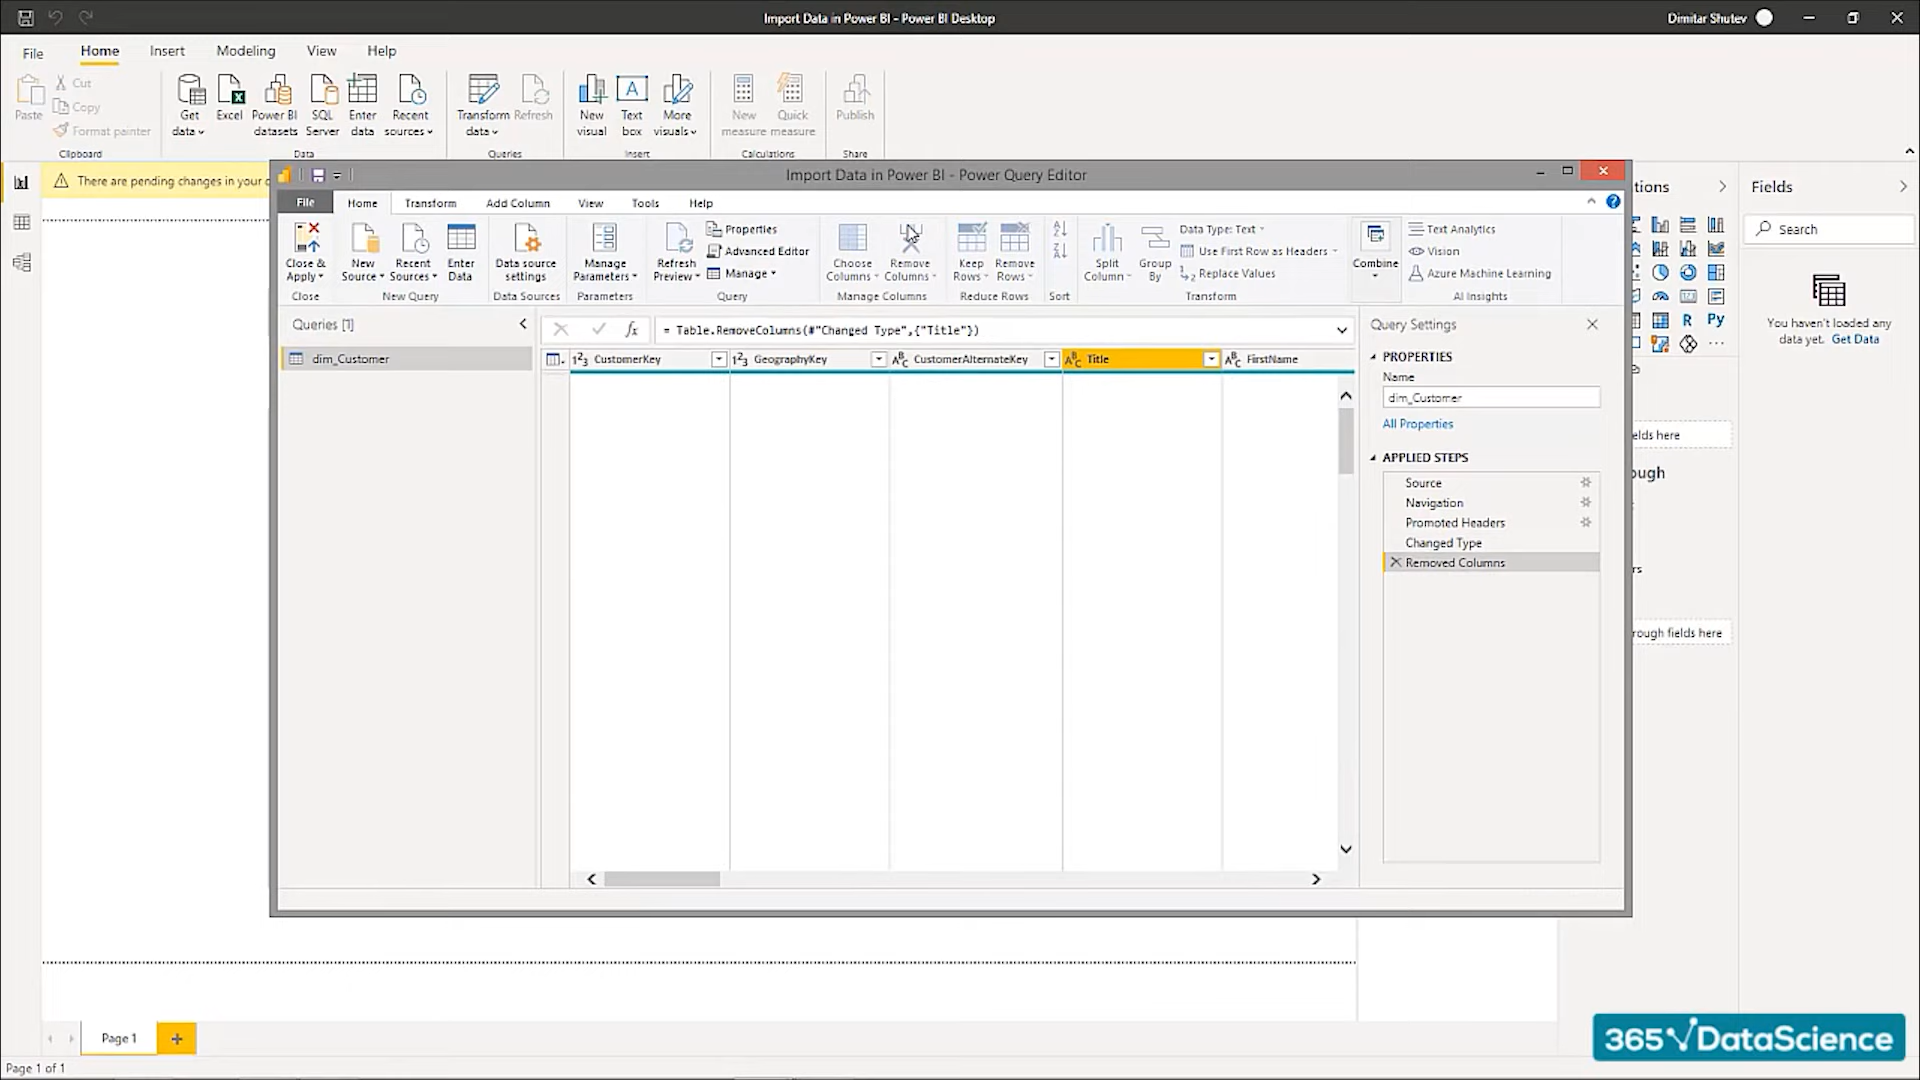 Import Data in Power BI - Power BI Desktop
Dimitar Shutev
File
Home
Insert
Modeling
View
Help
Paste
Cut
Copy
Format painter
Clipboard
Get data
Excel
Power BI datasets
SQL Server
Enter data
Recent sources
Data
Transform data
Refresh
Queries
New visual
Text box
More visuals
Insert
New measure
Quick measure
Calculations
Publish
Share
There are pending changes in your
Import Data in Power BI - Power Query Editor
File
Home
Transform
Add Column
View
Tools
Help
Close & Apply
Close
New Source
Recent Sources
Enter Data
New Query
Data source settings
Data Sources
Manage Parameters
Parameters
Refresh Preview
Properties
Advanced Editor
Manage
Query
Choose Columns
Remove Columns
Manage Columns
Keep Rows
Remove Rows
Reduce Rows
Sort
Split Column
Group By
Data Type: Text
Use First Row as Headers
Replace Values
Transform
Combine
Text Analytics
Vision
Azure Machine Learning
AI Insights
Queries [1]
dim_Customer
= Table.RemoveColumns(#"Changed Type",{"Title"})
CustomerKey
GeographyKey
CustomerAlternateKey
Title
FirstName
Query Settings
PROPERTIES
Name
dim_Customer
All Properties
APPLIED STEPS
Source
Navigation
Promoted Headers
Changed Type
Removed Columns
tions
R
Py
elds here
ough
rs
rough fields here
Fields
Search
You haven't loaded any
data yet. Get Data
Page 1
Page 1 of 1
365 DataScience